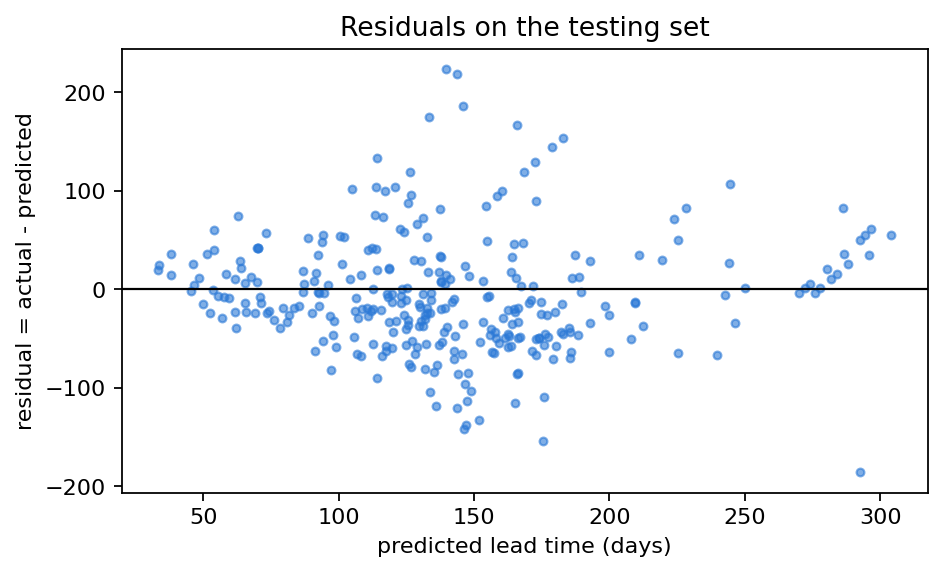 Residuals on the testing set
residual = actual - predicted
200
100
0
−100
−200
50 100 150 200 250 300
predicted lead time (days)